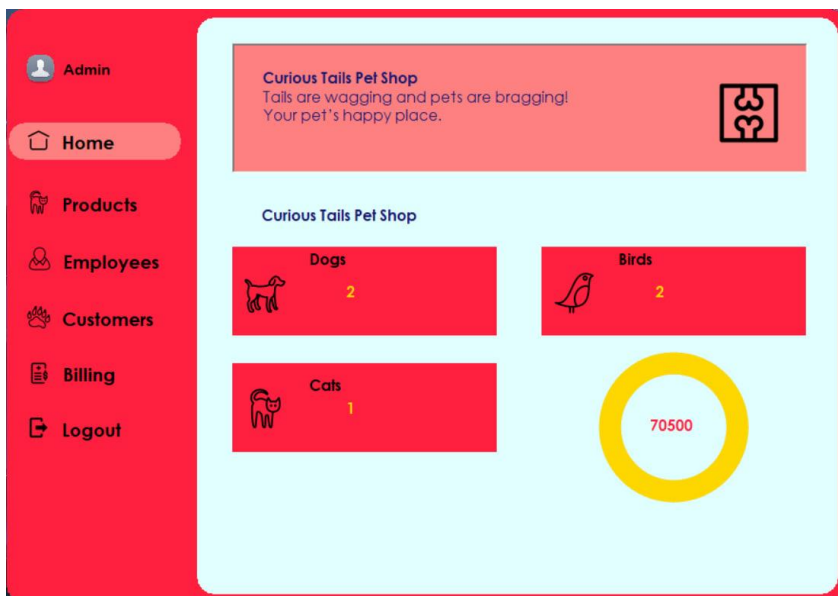 Admin
Home
Products
Employees
Customers
Billing
Logout
Curious Tails Pet Shop
Tails are wagging and pets are bragging!
Your pet's happy place.
Curious Tails Pet Shop
Dogs
2
Birds
2
Cats
1
70500